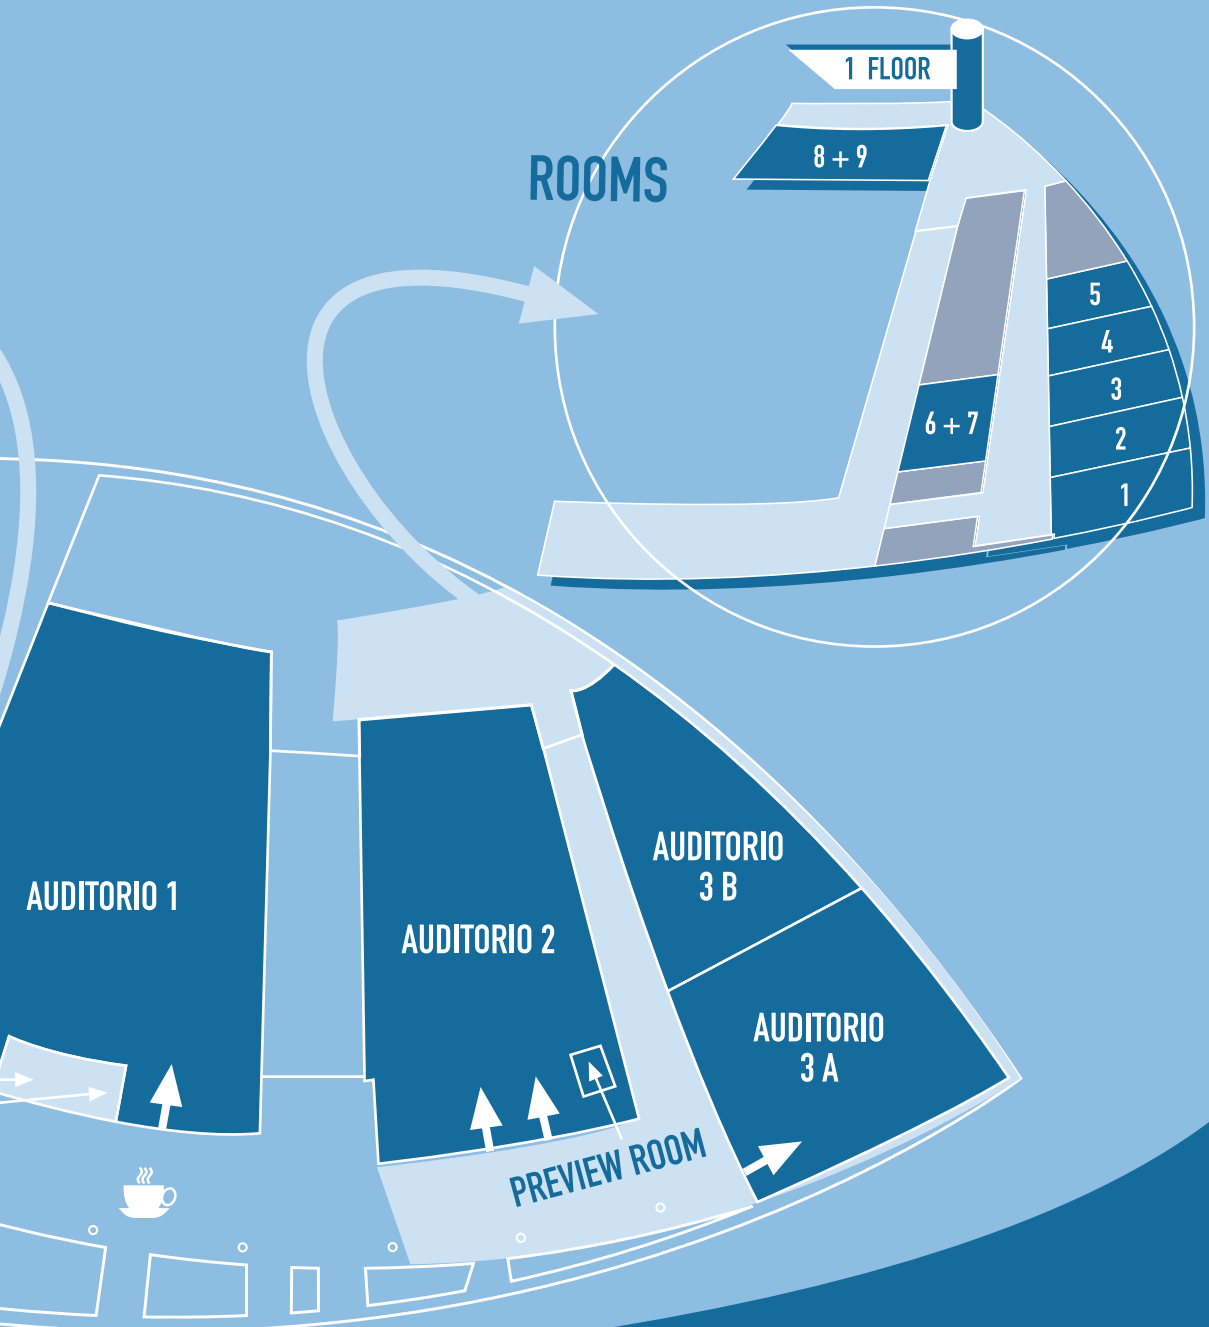 1 FLOOR
8 + 9
ROOMS
5
4
3
6 + 7
2
1
AUDITORIO
3 B
AUDITORIO 1
AUDITORIO 2
AUDITORIO
3 A
PREVIEW ROOM